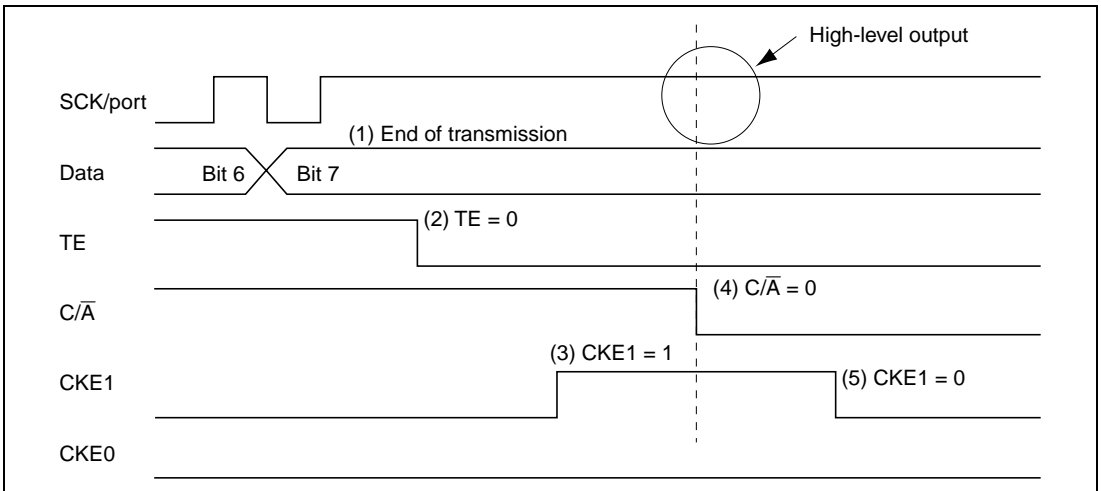 High-level output
SCK/port
(1) End of transmission
Data
Bit 6
Bit 7
(2) TE = 0
TE
(4) C/A̅ = 0
C/A̅
(3) CKE1 = 1
CKE1
(5) CKE1 = 0
CKE0